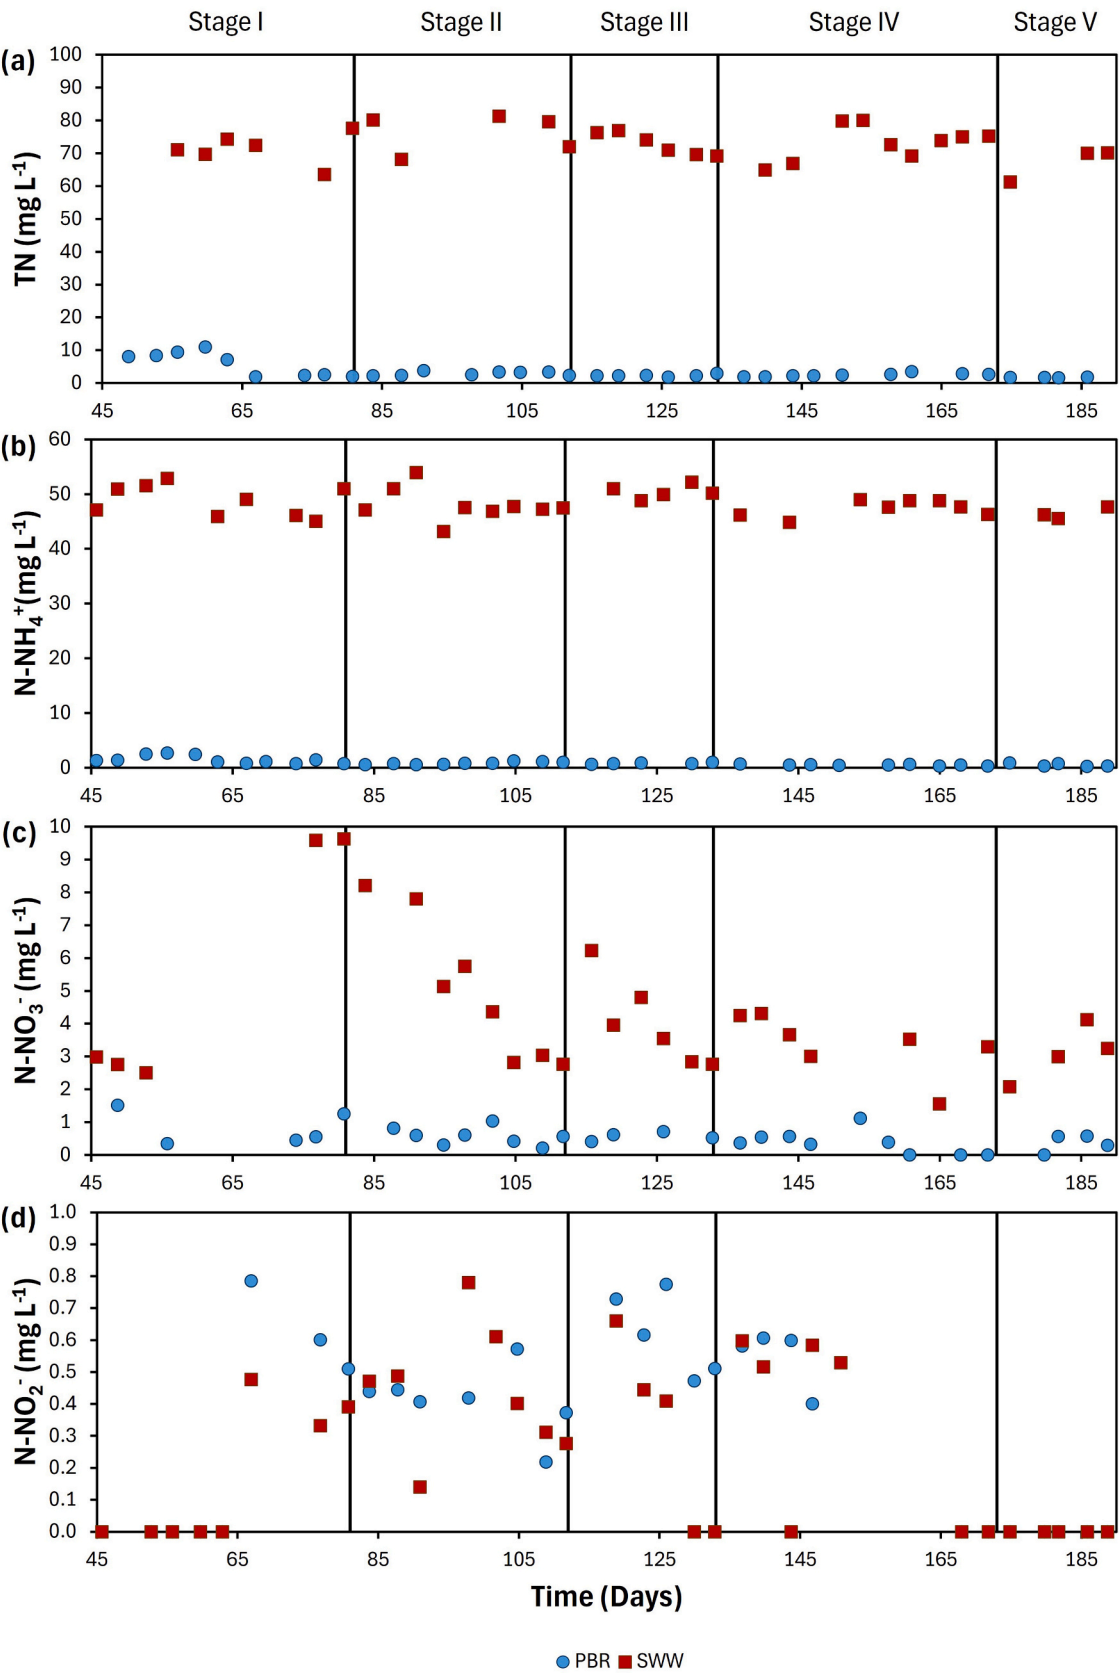 Stage I Stage II Stage III Stage IV Stage V
(a)
TN (mg L-1)
100
90
80
70
60
50
40
30
20
10
0
45 65 85 105 125 145 165 185
(b)
N-NH4+(mg L-1)
60
50
40
30
20
10
0
45 65 85 105 125 145 165 185
(c)
N-NO3- (mg L-1)
10
9
8
7
6
5
4
3
2
1
0
45 65 85 105 125 145 165 185
(d)
N-NO2- (mg L-1)
1.0
0.9
0.8
0.7
0.6
0.5
0.4
0.3
0.2
0.1
0.0
45 65 85 105 125 145 165 185
Time (Days)
PBR SWW